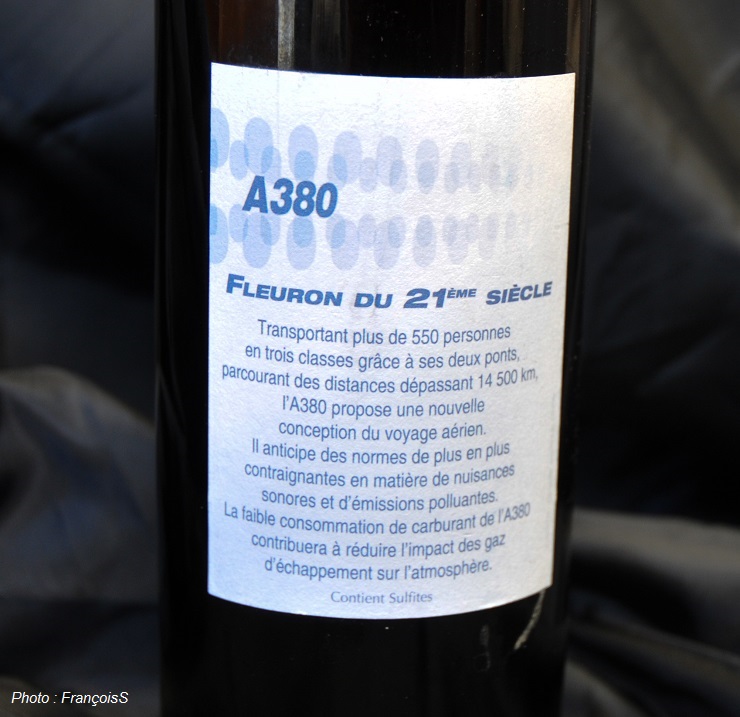 A380
FLEURON DU 21ÈME SIÈCLE
Transportant plus de 550 personnes
en trois classes grâce à ses deux ponts,
parcourant des distances dépassant 14 500 km,
l'A380 propose une nouvelle
conception du voyage aérien.
Il anticipe des normes de plus en plus
contraignantes en matière de nuisances
sonores et d'émissions polluantes.
La faible consommation de carburant de l'A380
contribuera à réduire l'impact des gaz
d'échappement sur l'atmosphère.
Contient Sulfites
Photo : FrançoisS